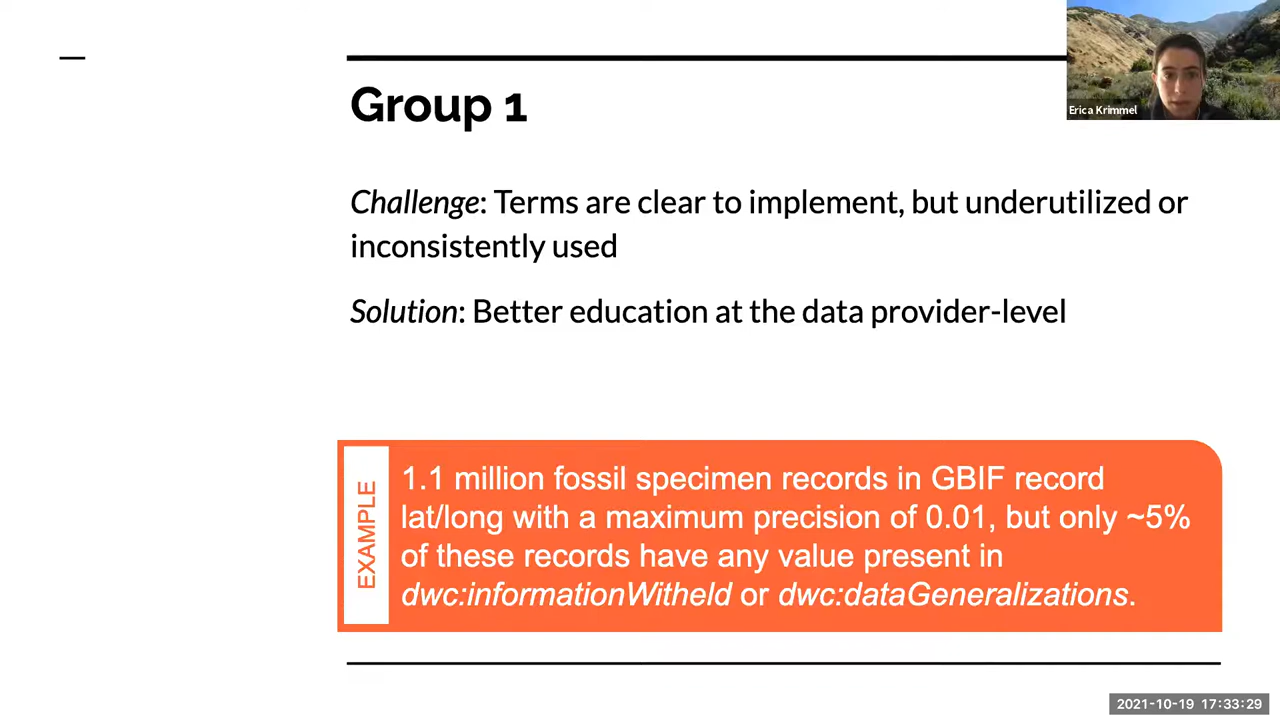 Group 1
Erica Krimmel
Challenge: Terms are clear to implement, but underutilized or
inconsistently used
Solution: Better education at the data provider-level
EXAMPLE
1.1 million fossil specimen records in GBIF record
lat/long with a maximum precision of 0.01, but only ~5%
of these records have any value present in
dwc:informationWitheld or dwc:dataGeneralizations.
2021-10-19 17:33:29